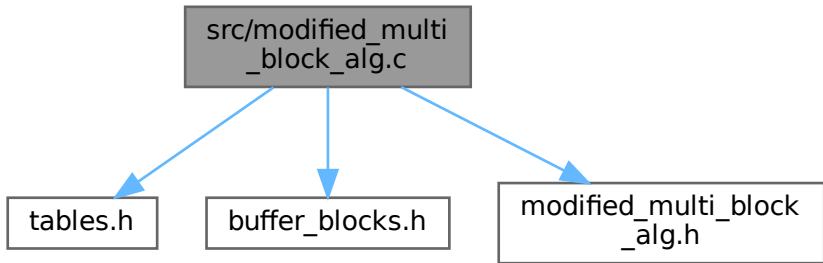 src/modified_multi
_block_alg.c
tables.h
buffer_blocks.h
modified_multi_block
_alg.h